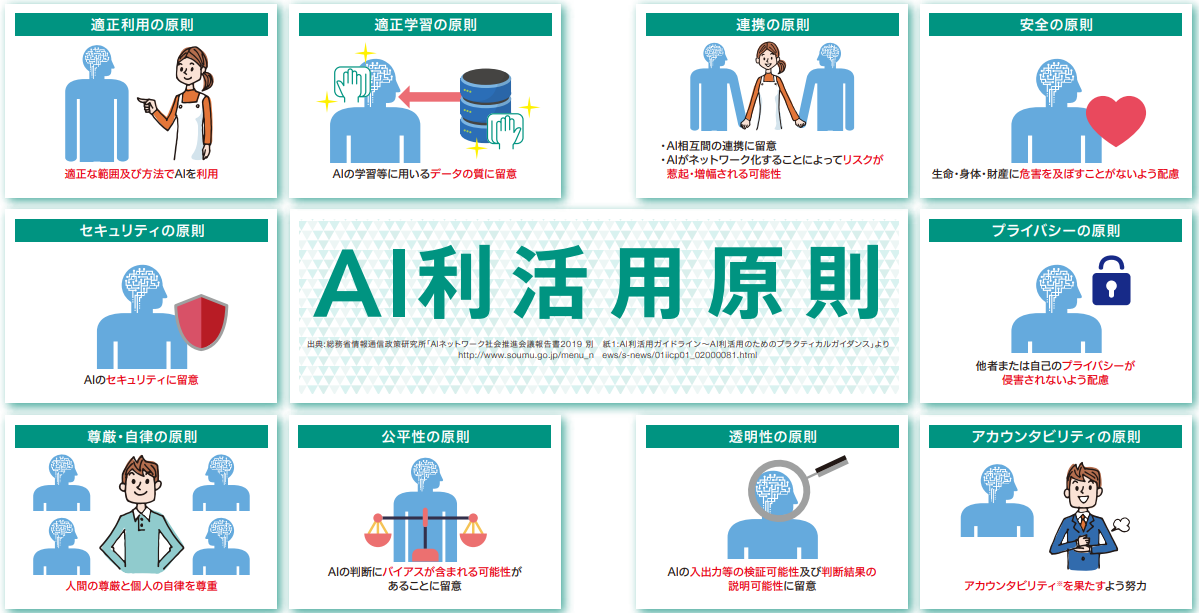 適正利用の原則
適正な範囲及び方法でAIを利用
適正学習の原則
AIの学習等に用いるデータの質に留意
連携の原則
・AI相互間の連携に留意
・AIがネットワーク化することによってリスクが
惹起・増幅される可能性
安全の原則
生命・身体・財産に危害を及ぼすことがないよう配慮
セキュリティの原則
AIのセキュリティに留意
AI利活用原則
出典:総務省情報通信政策研究所「AIネットワーク社会推進会議報告書2019 別　紙1:AI利活用ガイドライン〜AI利活用のためのプラクティカルガイダンス」より
http://www.soumu.go.jp/menu_n　ews/s-news/01iicp01_02000081.html
プライバシーの原則
他者または自己のプライバシーが
侵害されないよう配慮
尊厳・自律の原則
人間の尊厳と個人の自律を尊重
公平性の原則
AIの判断にバイアスが含まれる可能性が
あることに留意
透明性の原則
AIの入出力等の検証可能性及び判断結果の
説明可能性に留意
アカウンタビリティの原則
アカウンタビリティ※を果たすよう努力